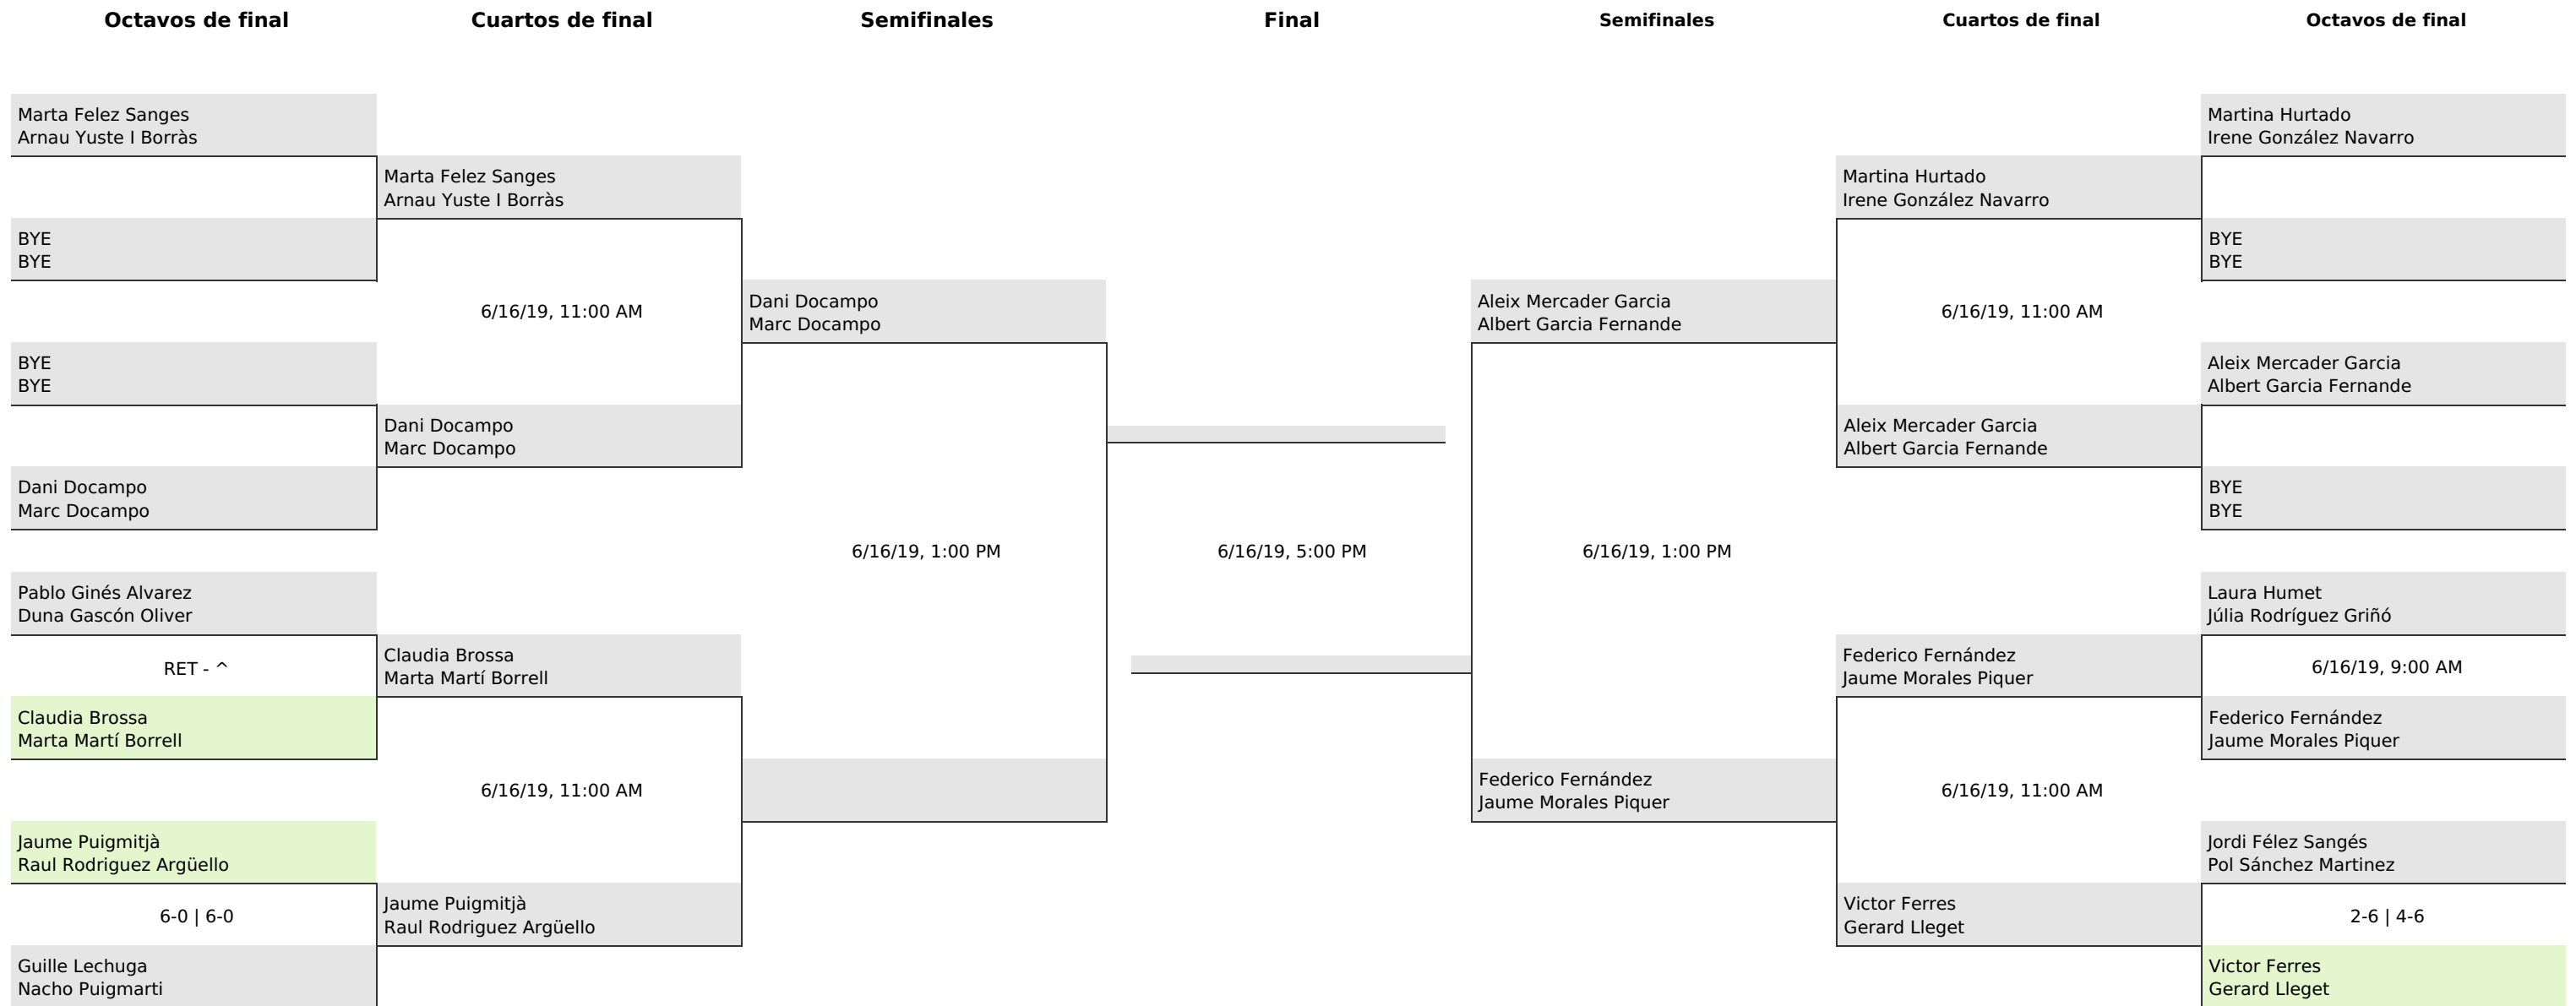 Octavos de final
Cuartos de final
Semifinales
Final
Semifinales
Cuartos de final
Octavos de final
Marta Felez Sanges
Arnau Yuste I Borràs
BYE
BYE
BYE
BYE
Dani Docampo
Marc Docampo
Pablo Ginés Alvarez
Duna Gascón Oliver
RET - ^
Claudia Brossa
Marta Martí Borrell
Jaume Puigmitjà
Raul Rodriguez Argüello
6-0 | 6-0
Guille Lechuga
Nacho Puigmarti
Marta Felez Sanges
Arnau Yuste I Borràs
6/16/19, 11:00 AM
Dani Docampo
Marc Docampo
Claudia Brossa
Marta Martí Borrell
6/16/19, 11:00 AM
Jaume Puigmitjà
Raul Rodriguez Argüello
Dani Docampo
Marc Docampo
6/16/19, 1:00 PM
6/16/19, 5:00 PM
Aleix Mercader Garcia
Albert Garcia Fernande
6/16/19, 1:00 PM
Federico Fernández
Jaume Morales Piquer
Martina Hurtado
Irene González Navarro
6/16/19, 11:00 AM
Aleix Mercader Garcia
Albert Garcia Fernande
Federico Fernández
Jaume Morales Piquer
6/16/19, 11:00 AM
Victor Ferres
Gerard Lleget
Martina Hurtado
Irene González Navarro
BYE
BYE
Aleix Mercader Garcia
Albert Garcia Fernande
BYE
BYE
Laura Humet
Júlia Rodríguez Griñó
6/16/19, 9:00 AM
Federico Fernández
Jaume Morales Piquer
Jordi Félez Sangés
Pol Sánchez Martinez
2-6 | 4-6
Victor Ferres
Gerard Lleget